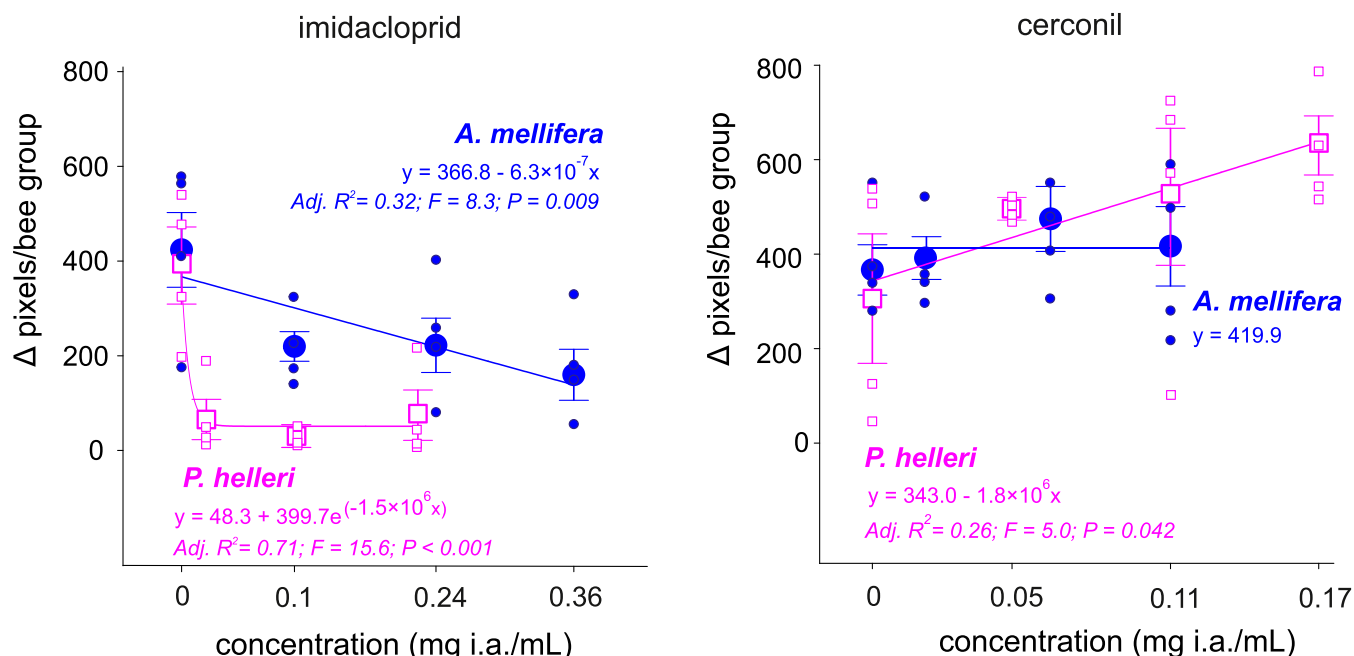 imidacloprid
800
600
400
200
0
Δ pixels/bee group
A. mellifera
y = 366.8 - 6.3×10⁻⁷x
Adj. R²= 0.32; F = 8.3; P = 0.009
P. helleri
y = 48.3 + 399.7e(-1.5×10⁶x)
Adj. R²= 0.71; F = 15.6; P < 0.001
0 0.1 0.24 0.36
concentration (mg i.a./mL)
cerconil
800
600
400
200
0
Δ pixels/bee group
A. mellifera
y = 419.9
P. helleri
y = 343.0 - 1.8×10⁶x
Adj. R²= 0.26; F = 5.0; P = 0.042
0 0.05 0.11 0.17
concentration (mg i.a./mL)